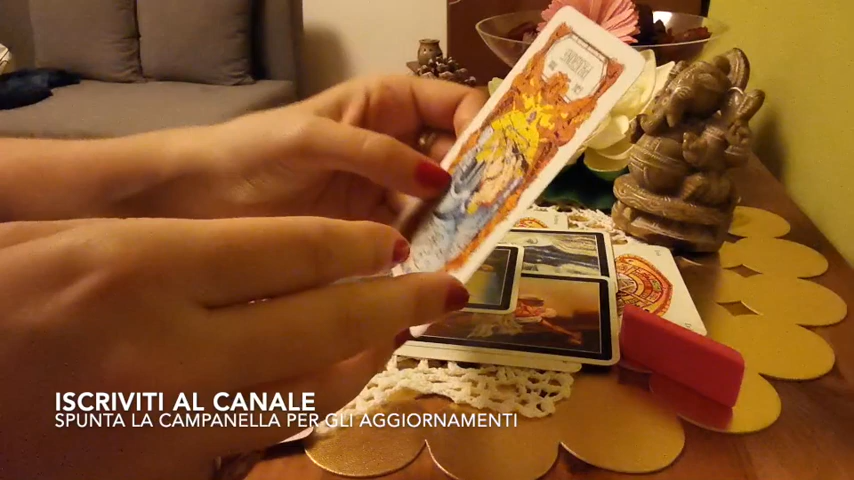 ISCRIVITI AL CANALE
SPUNTA LA CAMPANELLA PER GLI AGGIORNAMENTI